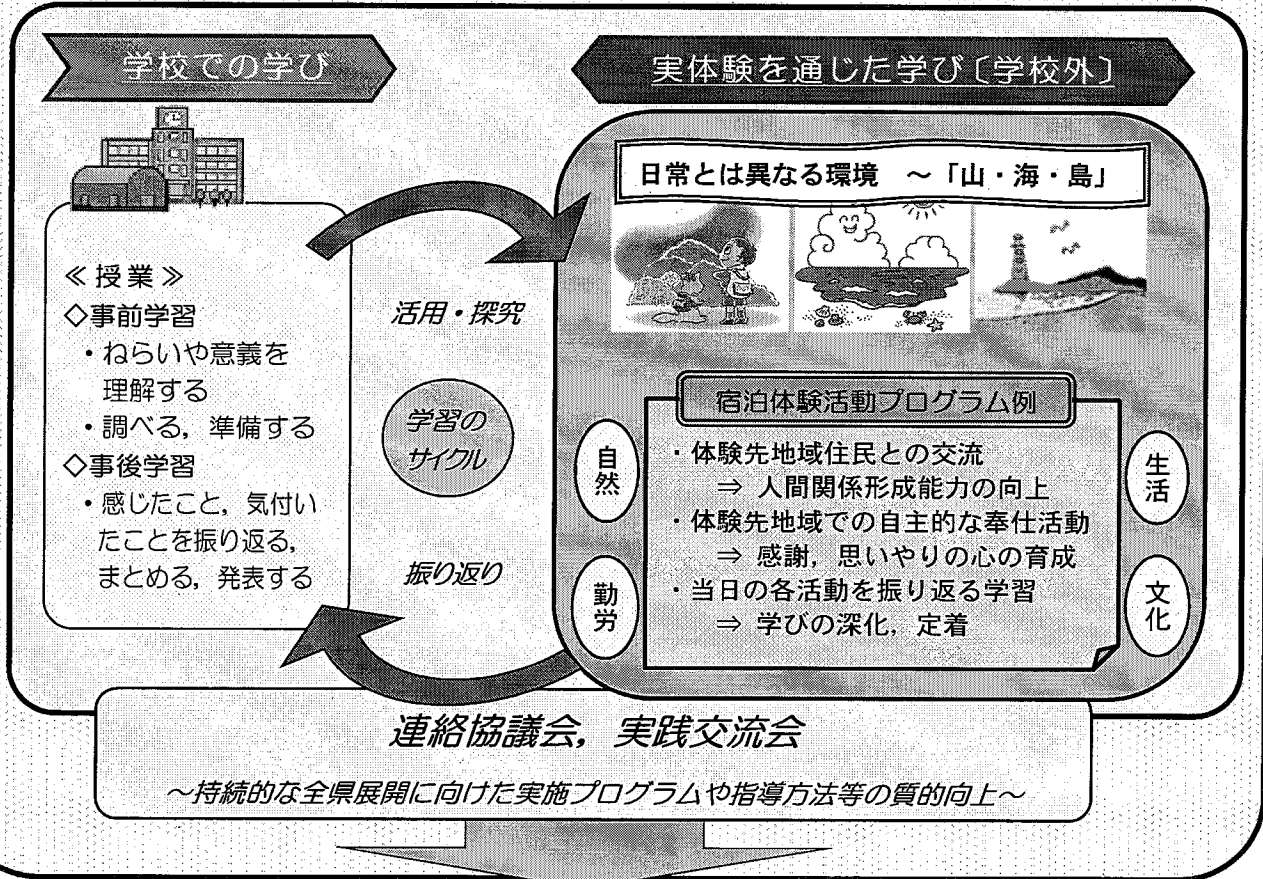 学校での学び
≪授業≫
◇事前学習
・ねらいや意義を
理解する
・調べる，準備する
◇事後学習
・感じたこと，気付い
たことを振り返る，
まとめる，発表する
活用・探究
学習の
サイクル
振り返り
実体験を通じた学び〔学校外〕
日常とは異なる環境 ～「山・海・島」
宿泊体験活動プログラム例
・体験先地域住民との交流
⇒ 人間関係形成能力の向上
・体験先地域での自主的な奉仕活動
⇒ 感謝，思いやりの心の育成
・当日の各活動を振り返る学習
⇒ 学びの深化，定着
自然
勤労
生活
文化
連絡協議会，実践交流会
～持続的な全県展開に向けた実施プログラムや指導方法等の質的向上～